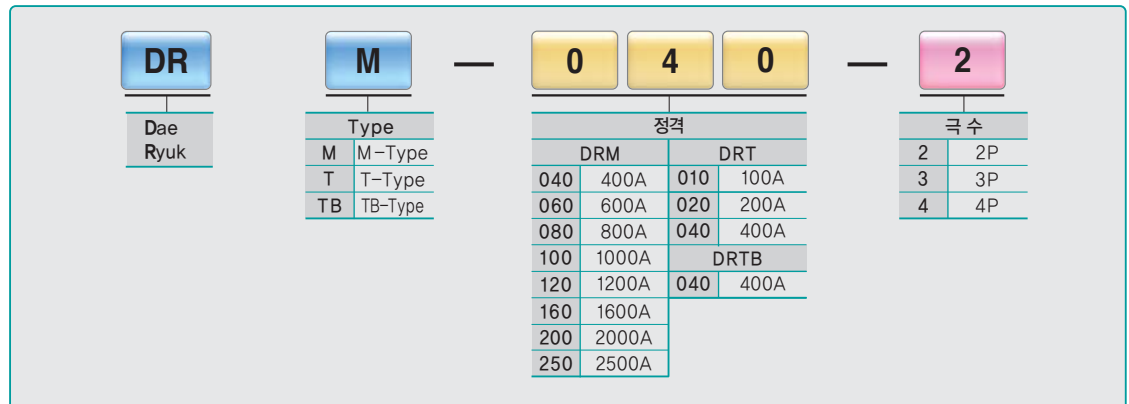 DR M — 0 4 0 — 2
Dae
Ryuk
Type
M M-Type
T T-Type
TB TB-Type
정격
DRM DRT
040 400A 010 100A
060 600A 020 200A
080 800A 040 400A
100 1000A DRTB
120 1200A 040 400A
160 1600A
200 2000A
250 2500A
극 수
2 2P
3 3P
4 4P